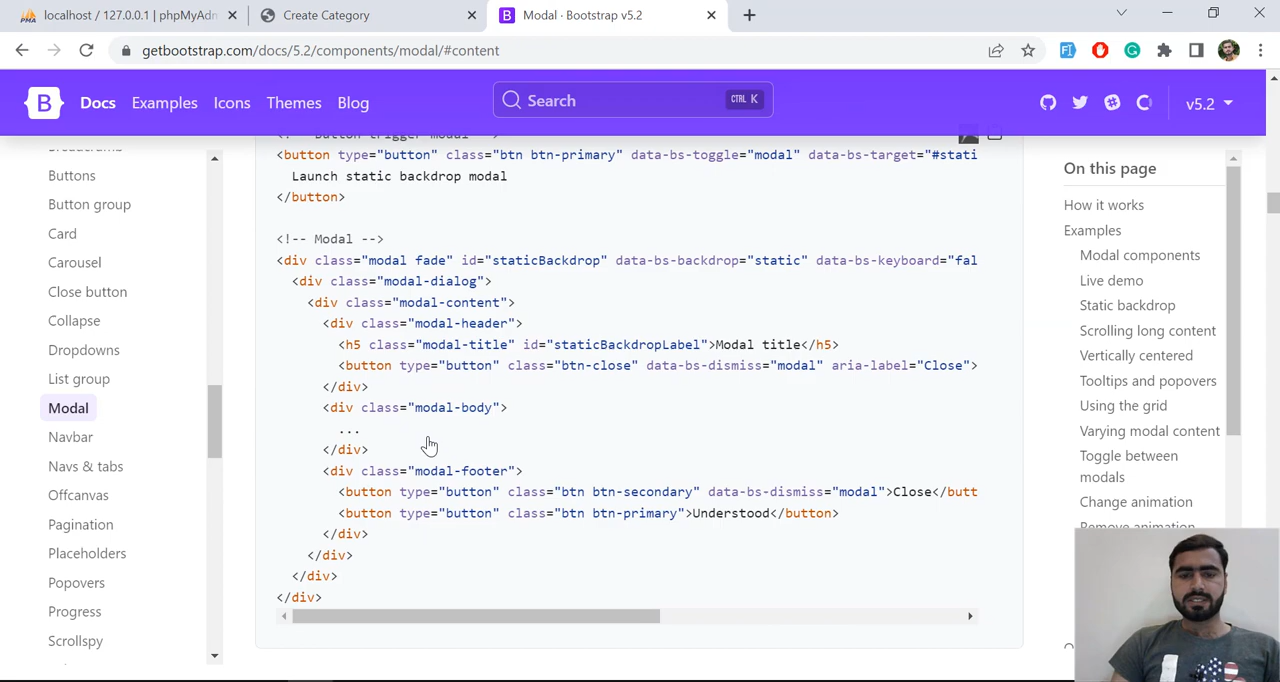 localhost / 127.0.0.1 | phpMyAdn
Create Category
Modal · Bootstrap v5.2
getbootstrap.com/docs/5.2/components/modal/#content
B Docs Examples Icons Themes Blog Search CTRL K v5.2
Buttons
Button group
Card
Carousel
Close button
Collapse
Dropdowns
List group
Modal
Navbar
Navs & tabs
Offcanvas
Pagination
Placeholders
Popovers
Progress
Scrollspy
<!-- Button trigger modal -->
<button type="button" class="btn btn-primary" data-bs-toggle="modal" data-bs-target="#stati
Launch static backdrop modal
</button>
<!-- Modal -->
<div class="modal fade" id="staticBackdrop" data-bs-backdrop="static" data-bs-keyboard="fal
<div class="modal-dialog">
<div class="modal-content">
<div class="modal-header">
<h5 class="modal-title" id="staticBackdropLabel">Modal title</h5>
<button type="button" class="btn-close" data-bs-dismiss="modal" aria-label="Close">
</div>
<div class="modal-body">
...
</div>
<div class="modal-footer">
<button type="button" class="btn btn-secondary" data-bs-dismiss="modal">Close</butt
<button type="button" class="btn btn-primary">Understood</button>
</div>
</div>
</div>
</div>
On this page
How it works
Examples
Modal components
Live demo
Static backdrop
Scrolling long content
Vertically centered
Tooltips and popovers
Using the grid
Varying modal content
Toggle between
modals
Change animation
Remove animation